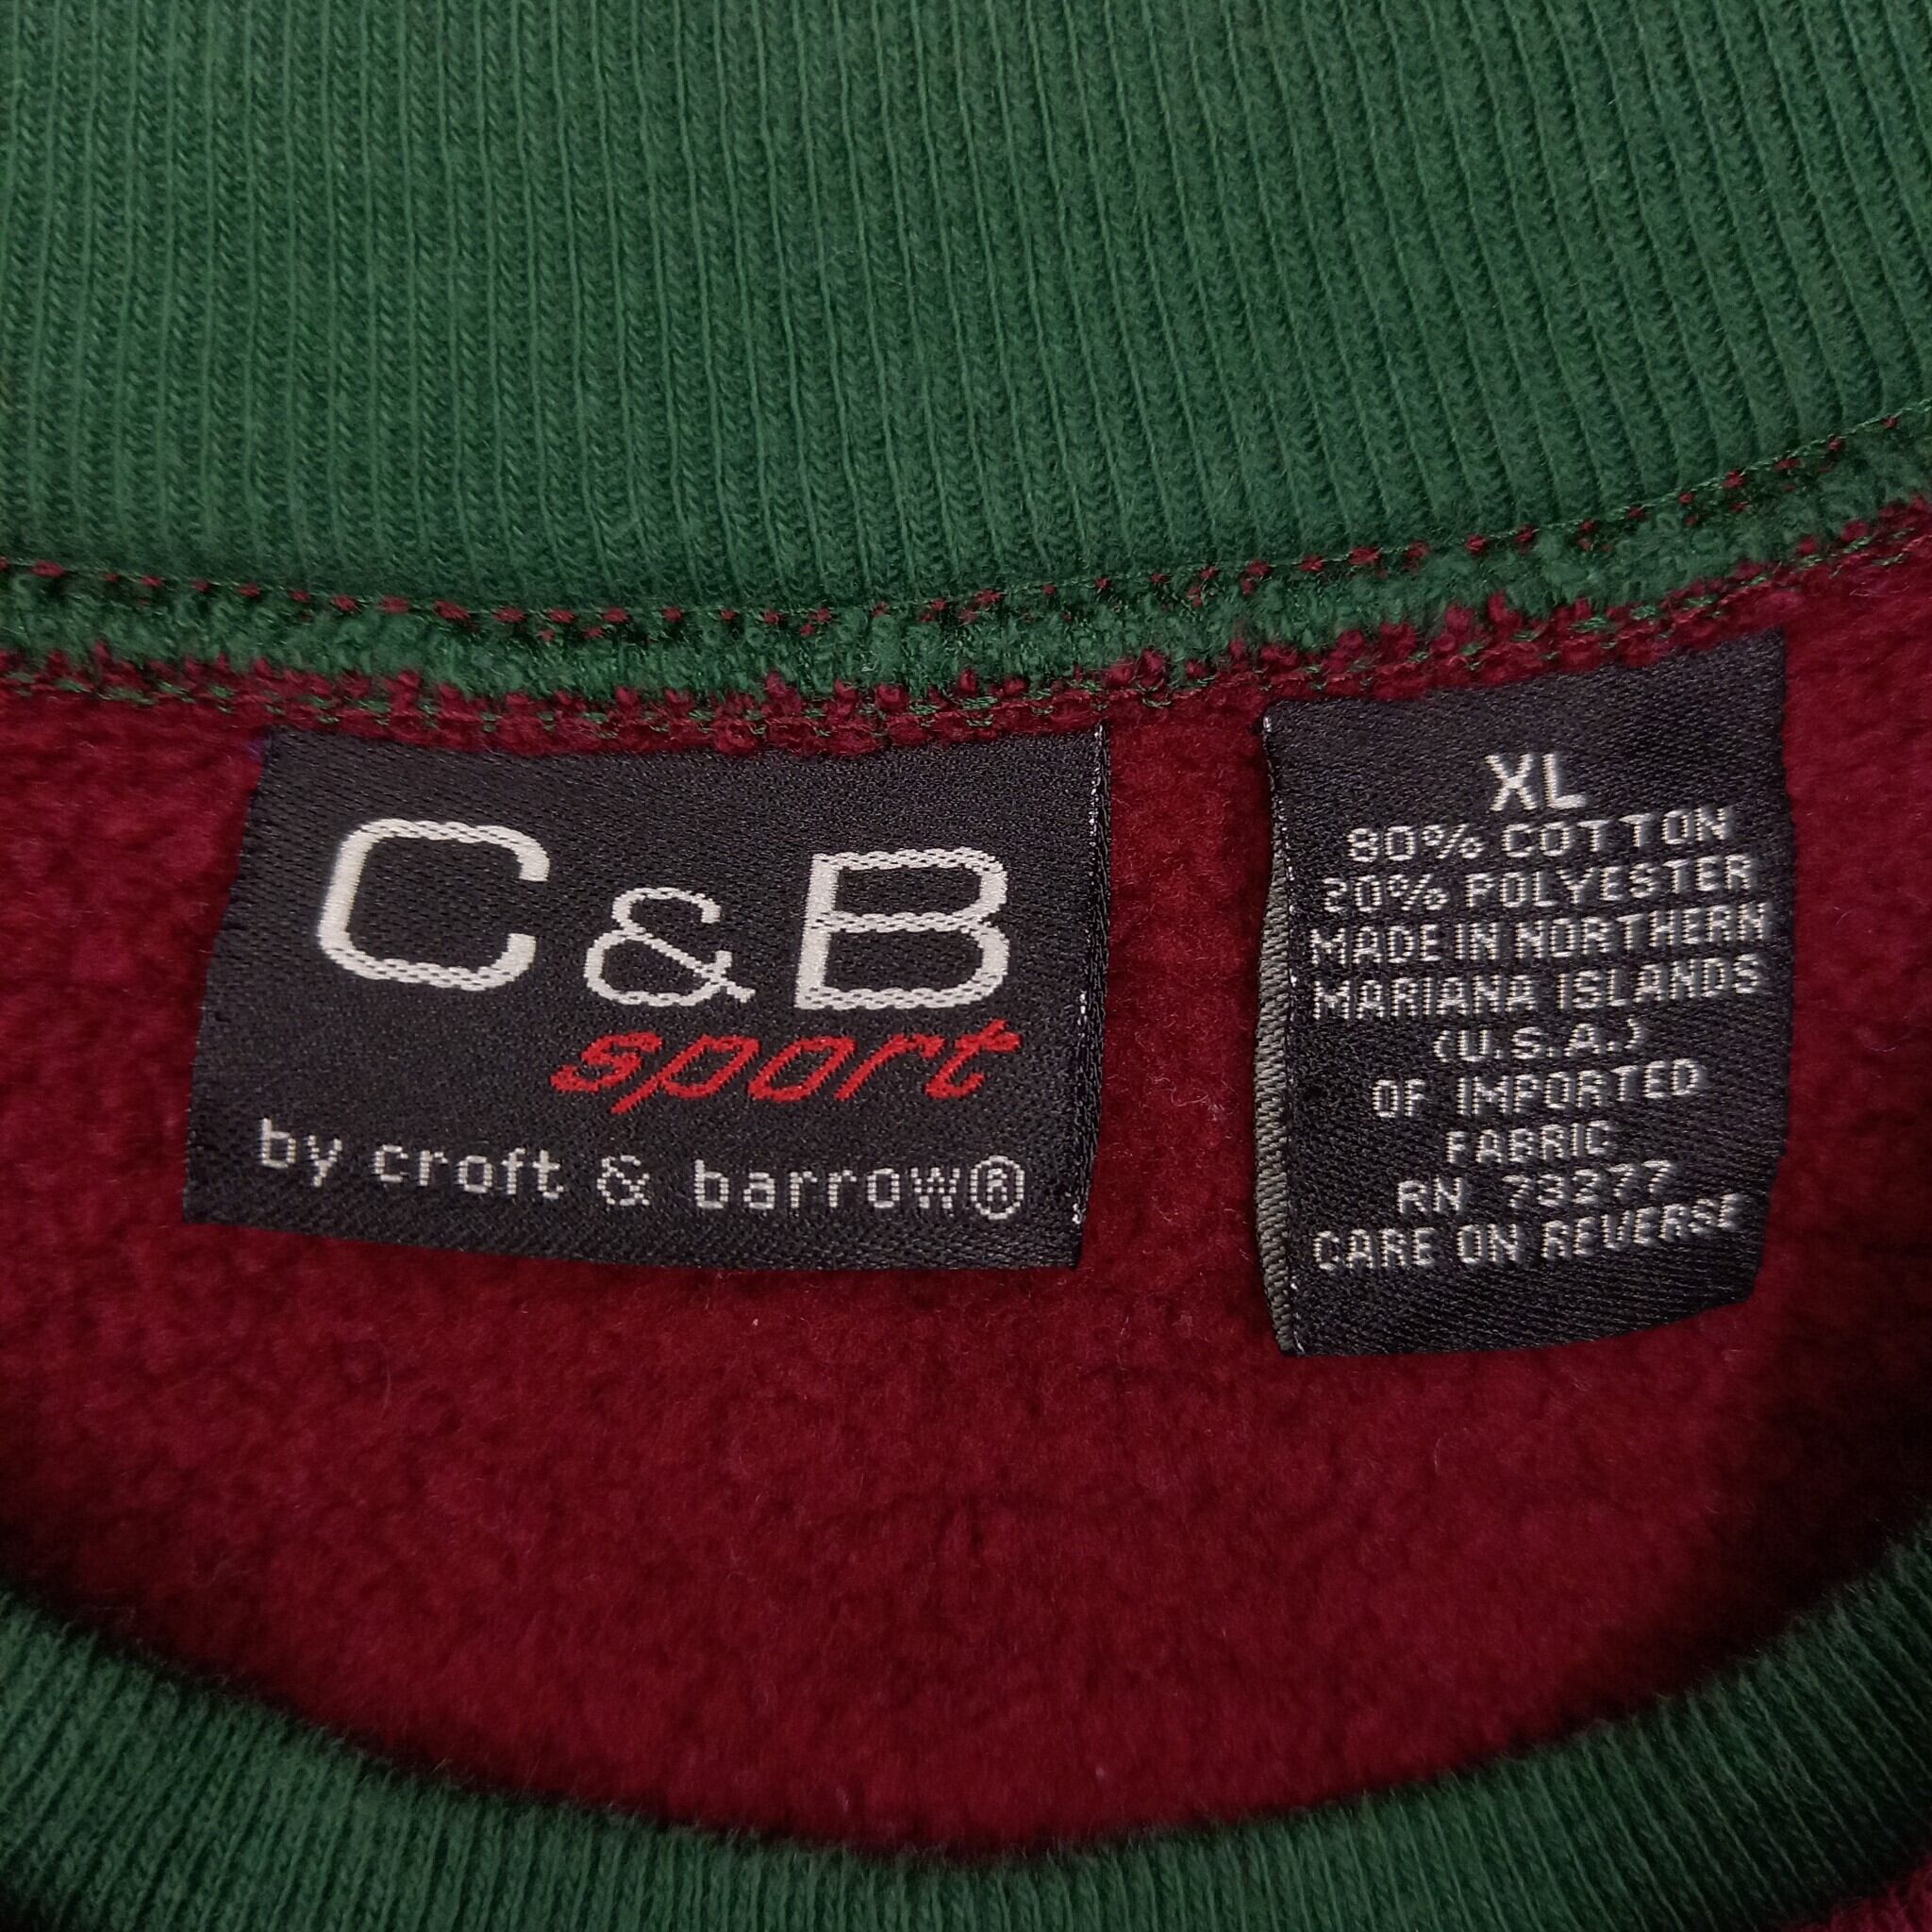 C & B
sport
by croft & barrow®
XL
80% COTTON
20% POLYESTER
MADE IN NORTHERN
MARIANA ISLANDS
(U.S.A.)
OF IMPORTED
FABRIC
RN 73277
CARE ON REVERSE